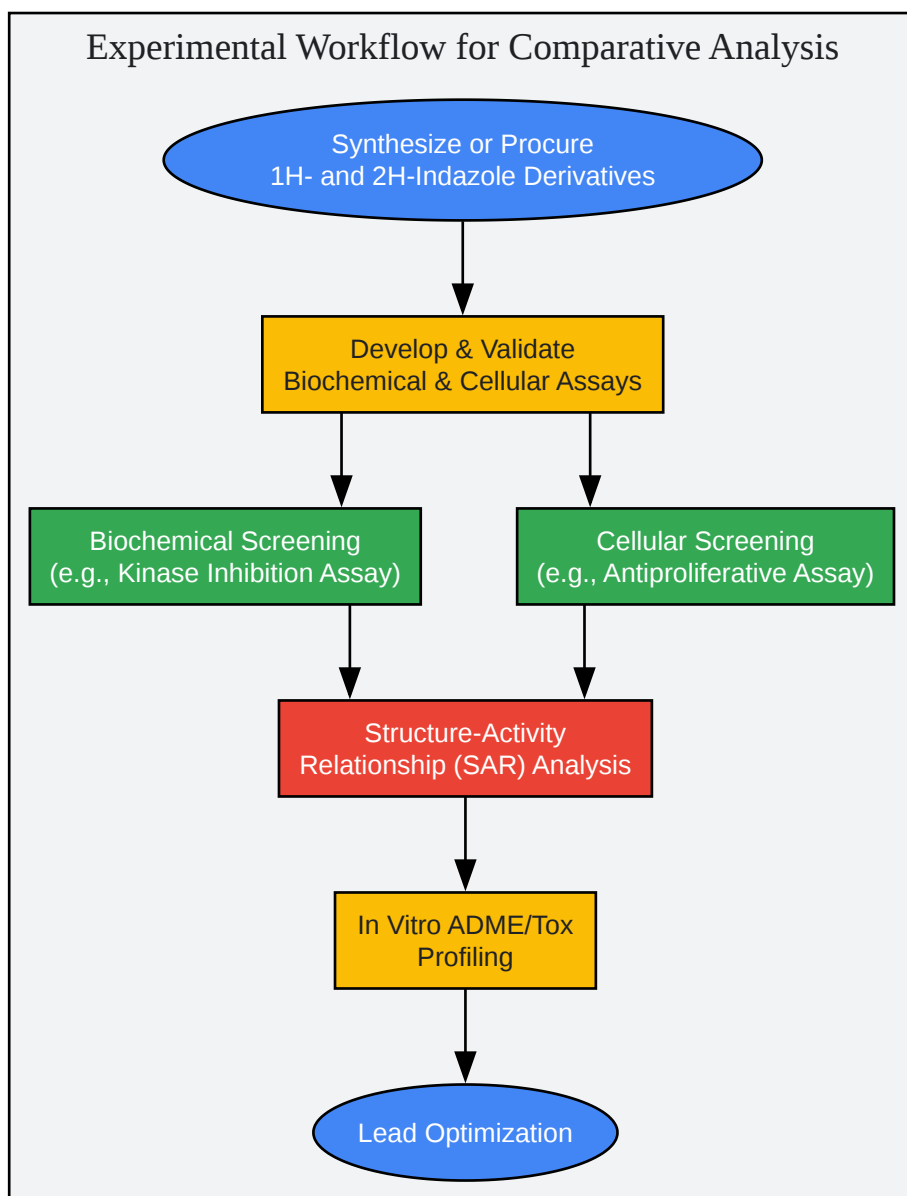 Experimental Workflow for Comparative Analysis
Synthesize or Procure
1H- and 2H-Indazole Derivatives
Develop & Validate
Biochemical & Cellular Assays
Biochemical Screening
(e.g., Kinase Inhibition Assay)
Cellular Screening
(e.g., Antiproliferative Assay)
Structure-Activity
Relationship (SAR) Analysis
In Vitro ADME/Tox
Profiling
Lead Optimization